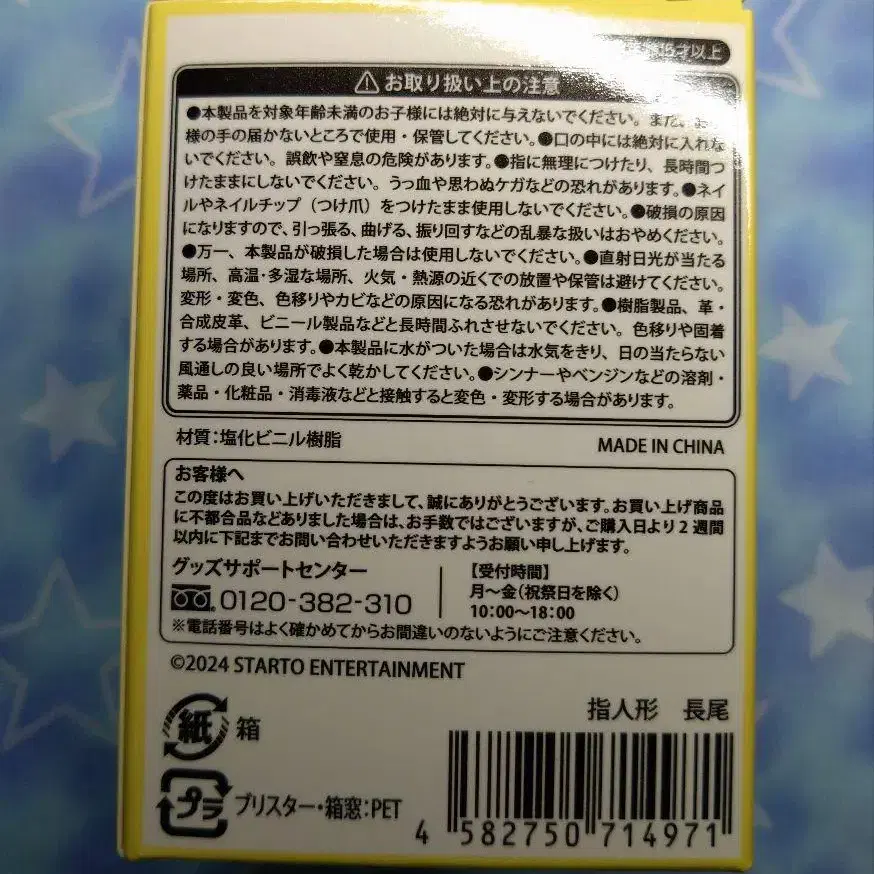 15才以上
お取り扱い上の注意
●本製品を対象年齢未満のお子様には絶対に与えないでください。また、お
様の手の届かないところで使用・保管してください。●口の中には絶対に入れな
いでください。誤飲や窒息の危険があります。●指に無理につけたり、長時間つ
けたままにしないでください。うっ血や思わぬケガなどの恐れがあります。●ネイ
ルやネイルチップ（つけ爪）をつけたまま使用しないでください。●破損の原因
になりますので、引っ張る、曲げる、振り回すなどの乱暴な扱いはおやめください。
●万一、本製品が破損した場合は使用しないでください。●直射日光が当たる
場所、高温・多湿な場所、火気・熱源の近くでの放置や保管は避けてください。
変形・変色、色移りやカビなどの原因になる恐れがあります。●樹脂製品、革・
合成皮革、ビニール製品などと長時間ふれさせないでください。色移りや固着
する場合があります。●本製品に水がついた場合は水気をきり、日の当たらない
風通しの良い場所でよく乾かしてください。●シンナーやベンジンなどの溶剤・
薬品・化粧品・消毒液などと接触すると変色・変形する場合があります。
材質：塩化ビニル樹脂
MADE IN CHINA
お客様へ
この度はお買い上げいただきまして、誠にありがとうございます。お買い上げ商品
に不都合品などありました場合は、お手数ではございますが、ご購入日より2週間
以内に下記までお問い合わせいただきますようお願い申し上げます。
グッズサポートセンター
0120-382-310
【受付時間】
月〜金（祝祭日を除く）
10：00〜18：00
※電話番号はよく確かめてからお間違いのないようにご注意ください。
©2024 STARTO ENTERTAINMENT
指人形 長尾
紙 箱
プラ ブリスター・箱窓：PET
4 582750 714971